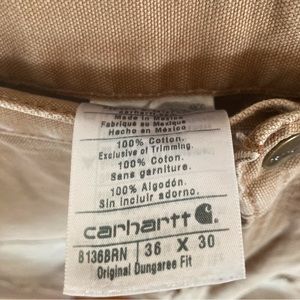 Made in Mexico
Fabriqué au Mexique
Hecho en México
100% Cotton.
Exclusive of Trimming.
100% Coton.
Sans garniture.
100% Algodón.
Sin incluir adorno.
carhartt
B136BRN 36 X 30
Original Dungaree Fit